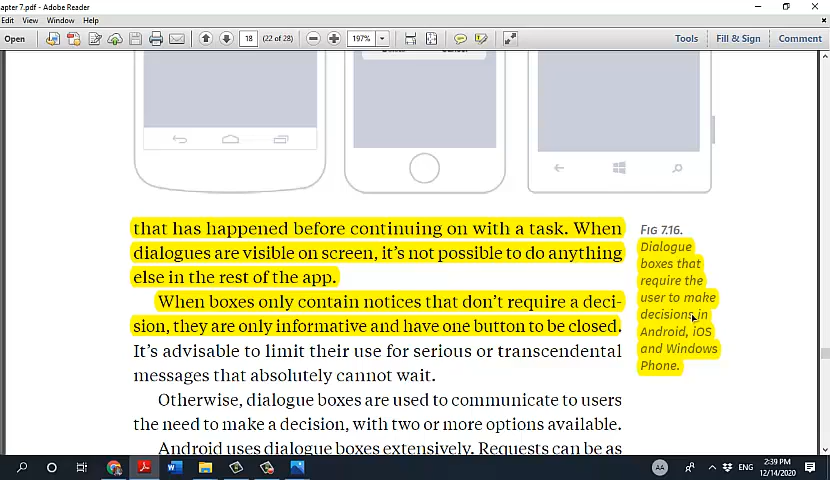 apter 7.pdf - Adobe Reader
Edit View Window Help
Open 18 (22 of 28) 197% Tools Fill & Sign Comment
that has happened before continuing on with a task. When
dialogues are visible on screen, it's not possible to do anything
else in the rest of the app.
When boxes only contain notices that don't require a deci-
sion, they are only informative and have one button to be closed.
It's advisable to limit their use for serious or transcendental
messages that absolutely cannot wait.
Otherwise, dialogue boxes are used to communicate to users
the need to make a decision, with two or more options available.
Android uses dialogue boxes extensively. Requests can be as
FIG 7.16.
Dialogue
boxes that
require the
user to make
decisions in
Android, iOS
and Windows
Phone.
AA ENG 2:39 PM
12/14/2020